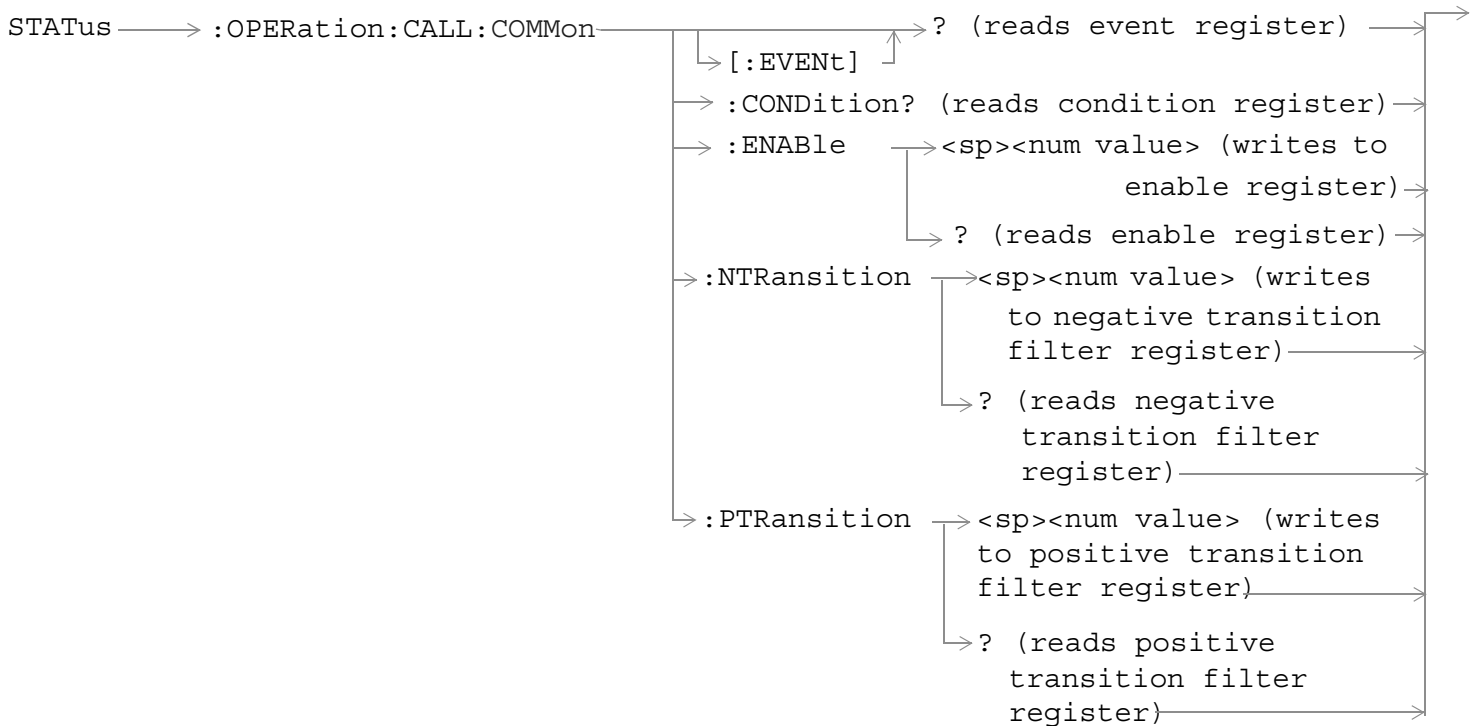 STATus :OPERation:CALL:COMMon ? (reads event register)
[:EVENt]
:CONDition? (reads condition register)
:ENABle <sp><num value> (writes to
enable register)
? (reads enable register)
:NTRansition <sp><num value> (writes
to negative transition
filter register)
? (reads negative
transition filter
register)
:PTRansition <sp><num value> (writes
to positive transition
filter register)
? (reads positive
transition filter
register)